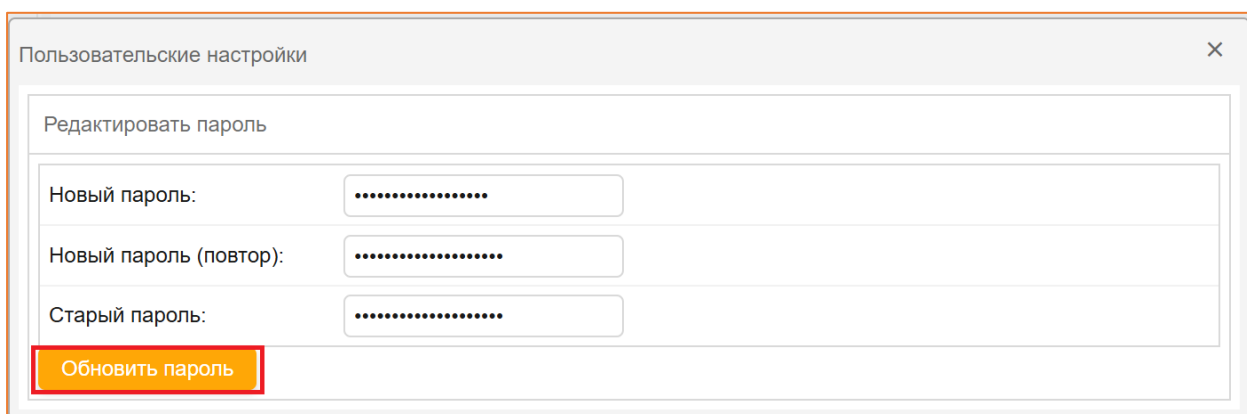 Пользовательские настройки ×
Редактировать пароль
Новый пароль: ••••••••••••••••••
Новый пароль (повтор): ••••••••••••••••••••
Старый пароль: ••••••••••••••••••••
Обновить пароль